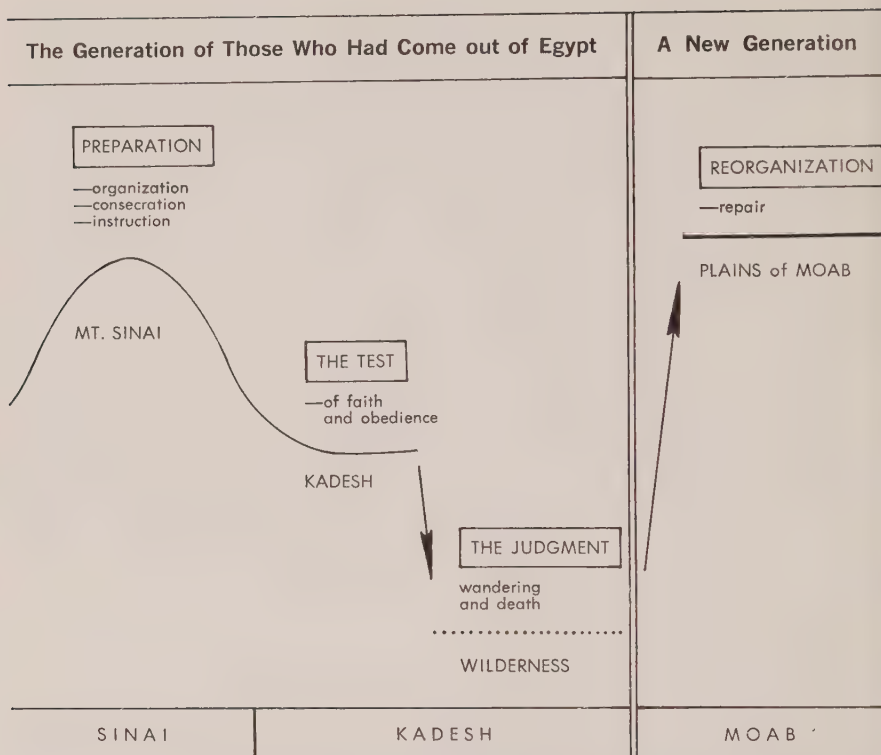 The Generation of Those Who Had Come out of Egypt
A New Generation
PREPARATION
—organization
—consecration
—instruction
MT. SINAI
THE TEST
—of faith
and obedience
KADESH
THE JUDGMENT
wandering
and death
WILDERNESS
REORGANIZATION
—repair
PLAINS of MOAB
SINAI
KADESH
MOAB